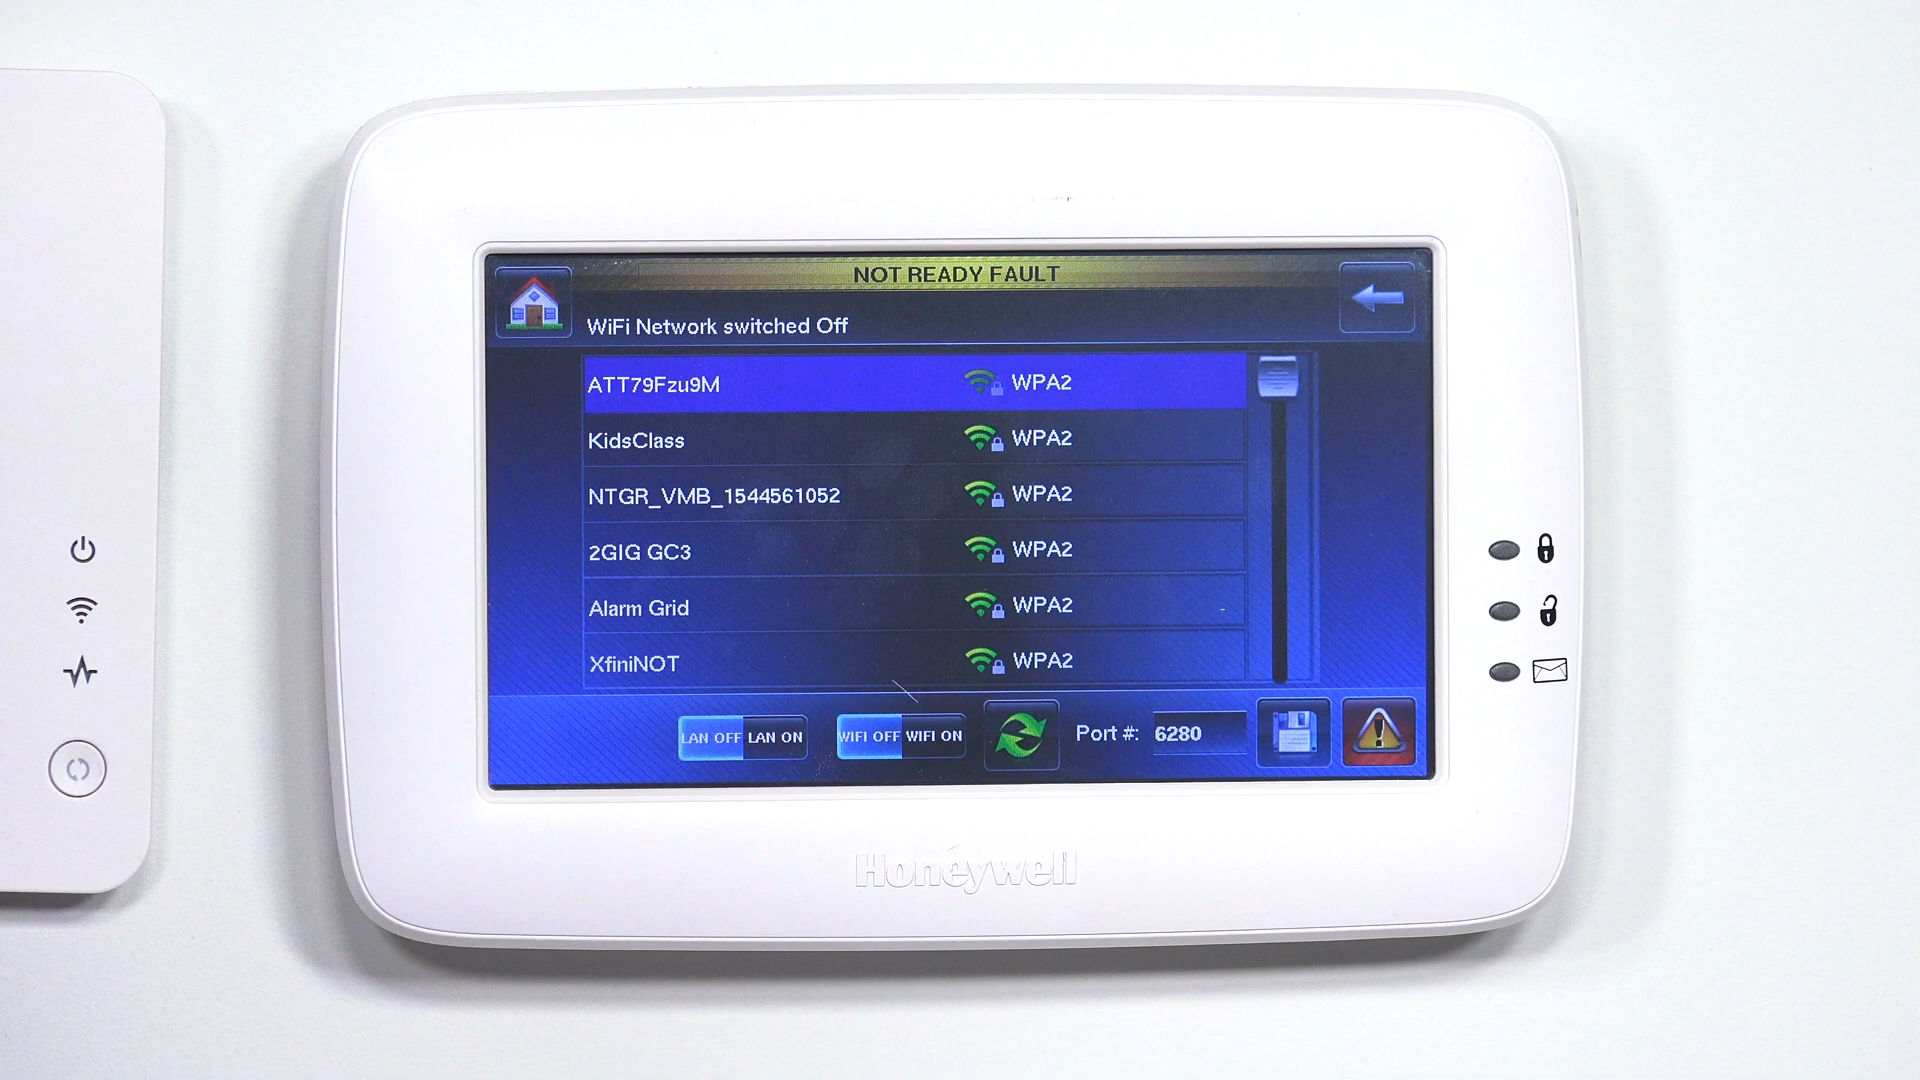 NOT READY FAULT
WiFi Network switched Off
ATT79Fzu9M WPA2
KidsClass WPA2
NTGR_VMB_1544561052 WPA2
2GIG GC3 WPA2
Alarm Grid WPA2
XfiniNOT WPA2
LAN OFF LAN ON WIFI OFF WIFI ON Port #: 6280
Honeywell